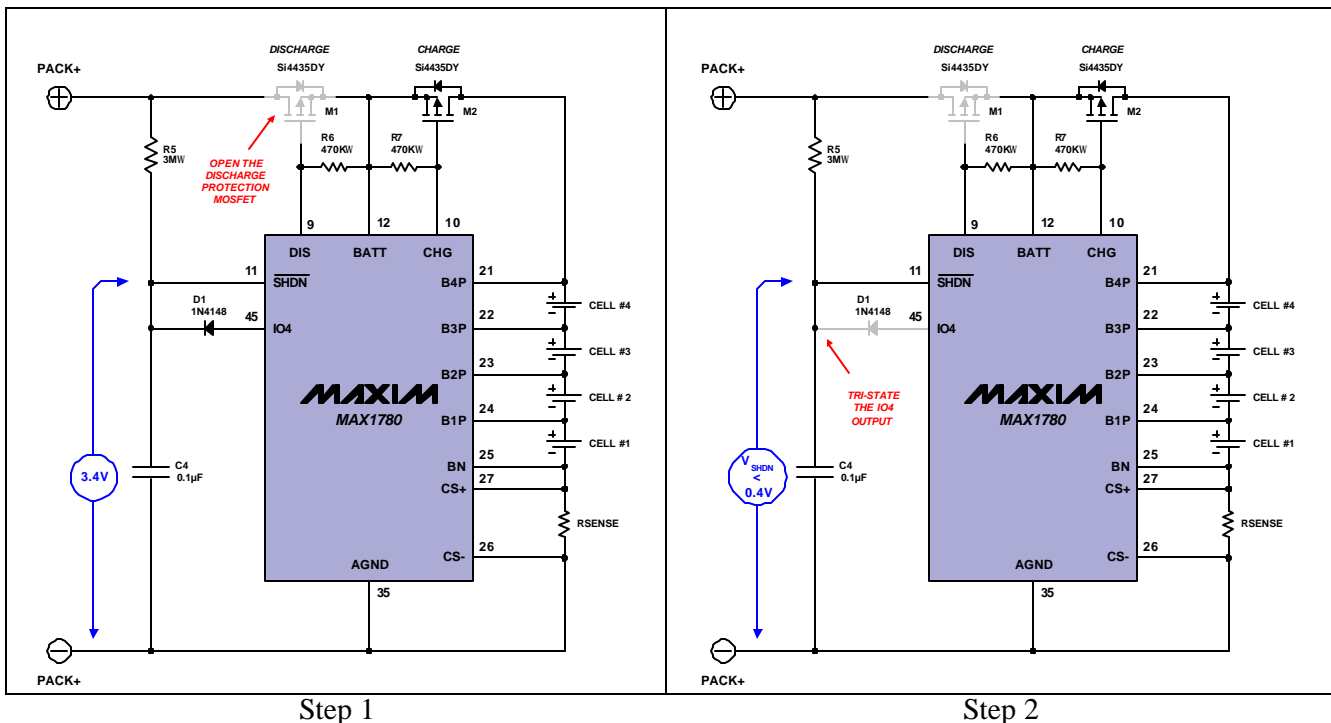 DISCHARGE
Si4435DY
CHARGE
Si4435DY
PACK+
M1
M2
R5
3MW
R6
470KW
R7
470KW
OPEN THE
DISCHARGE
PROTECTION
MOSFET
9
12
10
DIS
BATT
CHG
11
SHDN
B4P
21
CELL #4
D1
1N4148
45
IO4
B3P
22
CELL #3
B2P
23
MAXIM
MAX1780
CELL # 2
B1P
24
CELL #1
3.4V
C4
0.1µF
BN
25
CS+
27
RSENSE
CS-
26
AGND
35
PACK+
Step 1
DISCHARGE
Si4435DY
CHARGE
Si4435DY
PACK+
M1
M2
R5
3MW
R6
470KW
R7
470KW
9
12
10
DIS
BATT
CHG
11
SHDN
B4P
21
CELL #4
D1
1N4148
45
IO4
B3P
22
CELL #3
B2P
23
TRI-STATE
THE IO4
OUTPUT
MAXIM
MAX1780
CELL # 2
B1P
24
CELL #1
V SHDN
<
0.4V
C4
0.1µF
BN
25
CS+
27
RSENSE
CS-
26
AGND
35
PACK+
Step 2